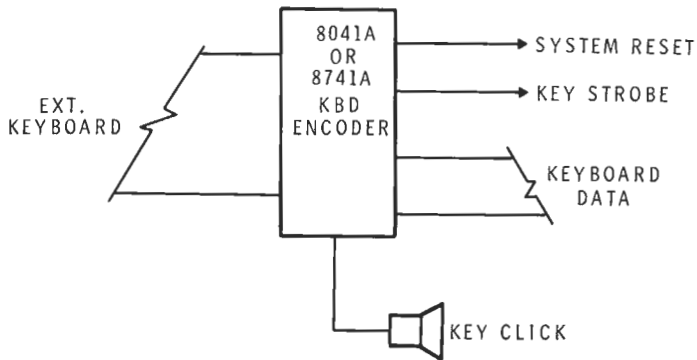 8041A
OR
8741A
KBD
ENCODER
EXT.
KEYBOARD
SYSTEM RESET
KEY STROBE
KEYBOARD
DATA
KEY CLICK